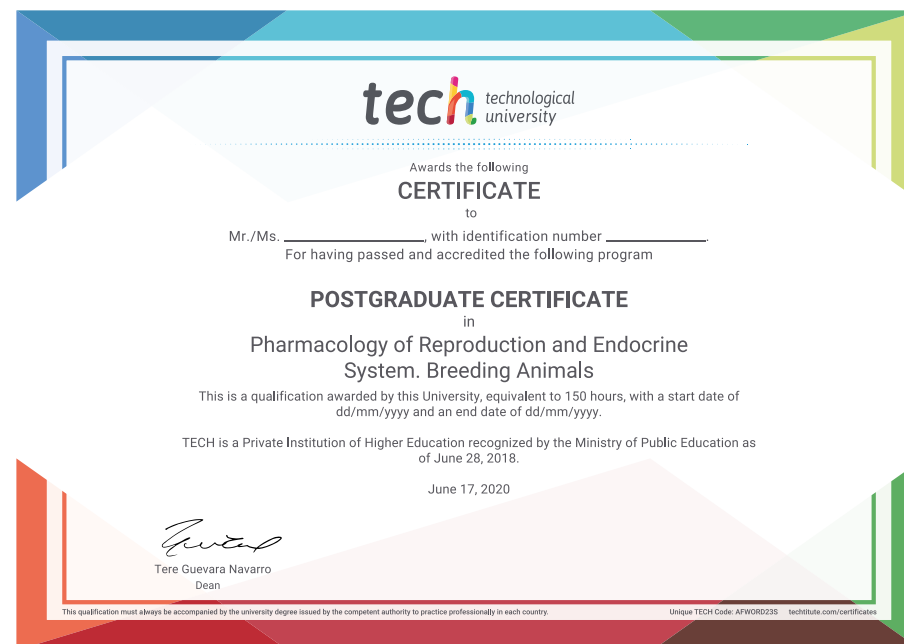 tech technological
university
Awards the following
CERTIFICATE
to
Mr./Ms. ____________________, with identification number ______________.
For having passed and accredited the following program
POSTGRADUATE CERTIFICATE
in
Pharmacology of Reproduction and Endocrine
System. Breeding Animals
This is a qualification awarded by this University, equivalent to 150 hours, with a start date of
dd/mm/yyyy and an end date of dd/mm/yyyy.
TECH is a Private Institution of Higher Education recognized by the Ministry of Public Education as
of June 28, 2018.
June 17, 2020
Tere Guevara Navarro
Dean
This qualification must always be accompanied by the university degree issued by the competent authority to practice professionally in each country.
Unique TECH Code: AFWORD23S techtitute.com/certificates